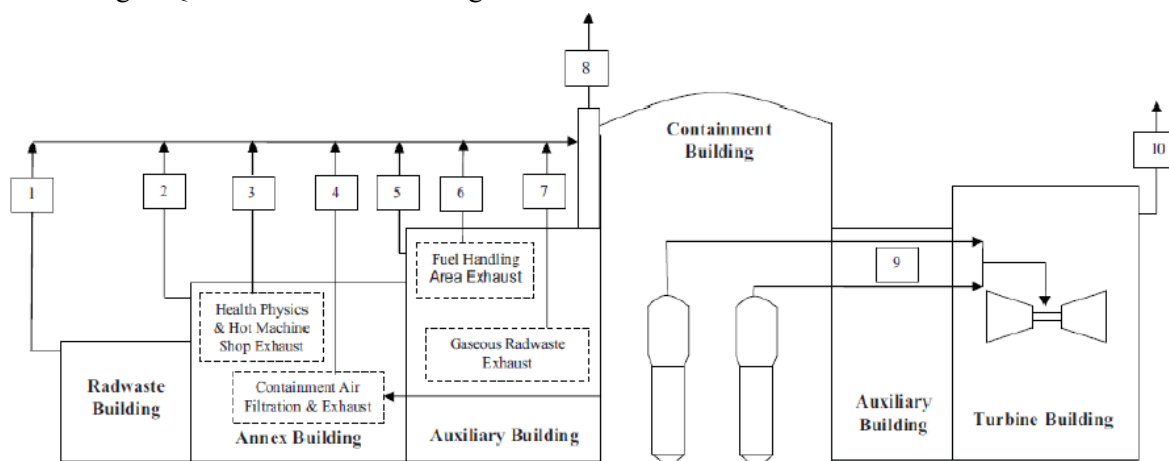 8
Containment
Building
10
1
2
3
4
5
6
7
Fuel Handling
Area Exhaust
9
Health Physics
& Hot Machine
Shop Exhaust
Gaseous Radwaste
Exhaust
Radwaste
Building
Containment Air
Filtration & Exhaust
Annex Building
Auxiliary Building
Auxiliary
Building
Turbine Building